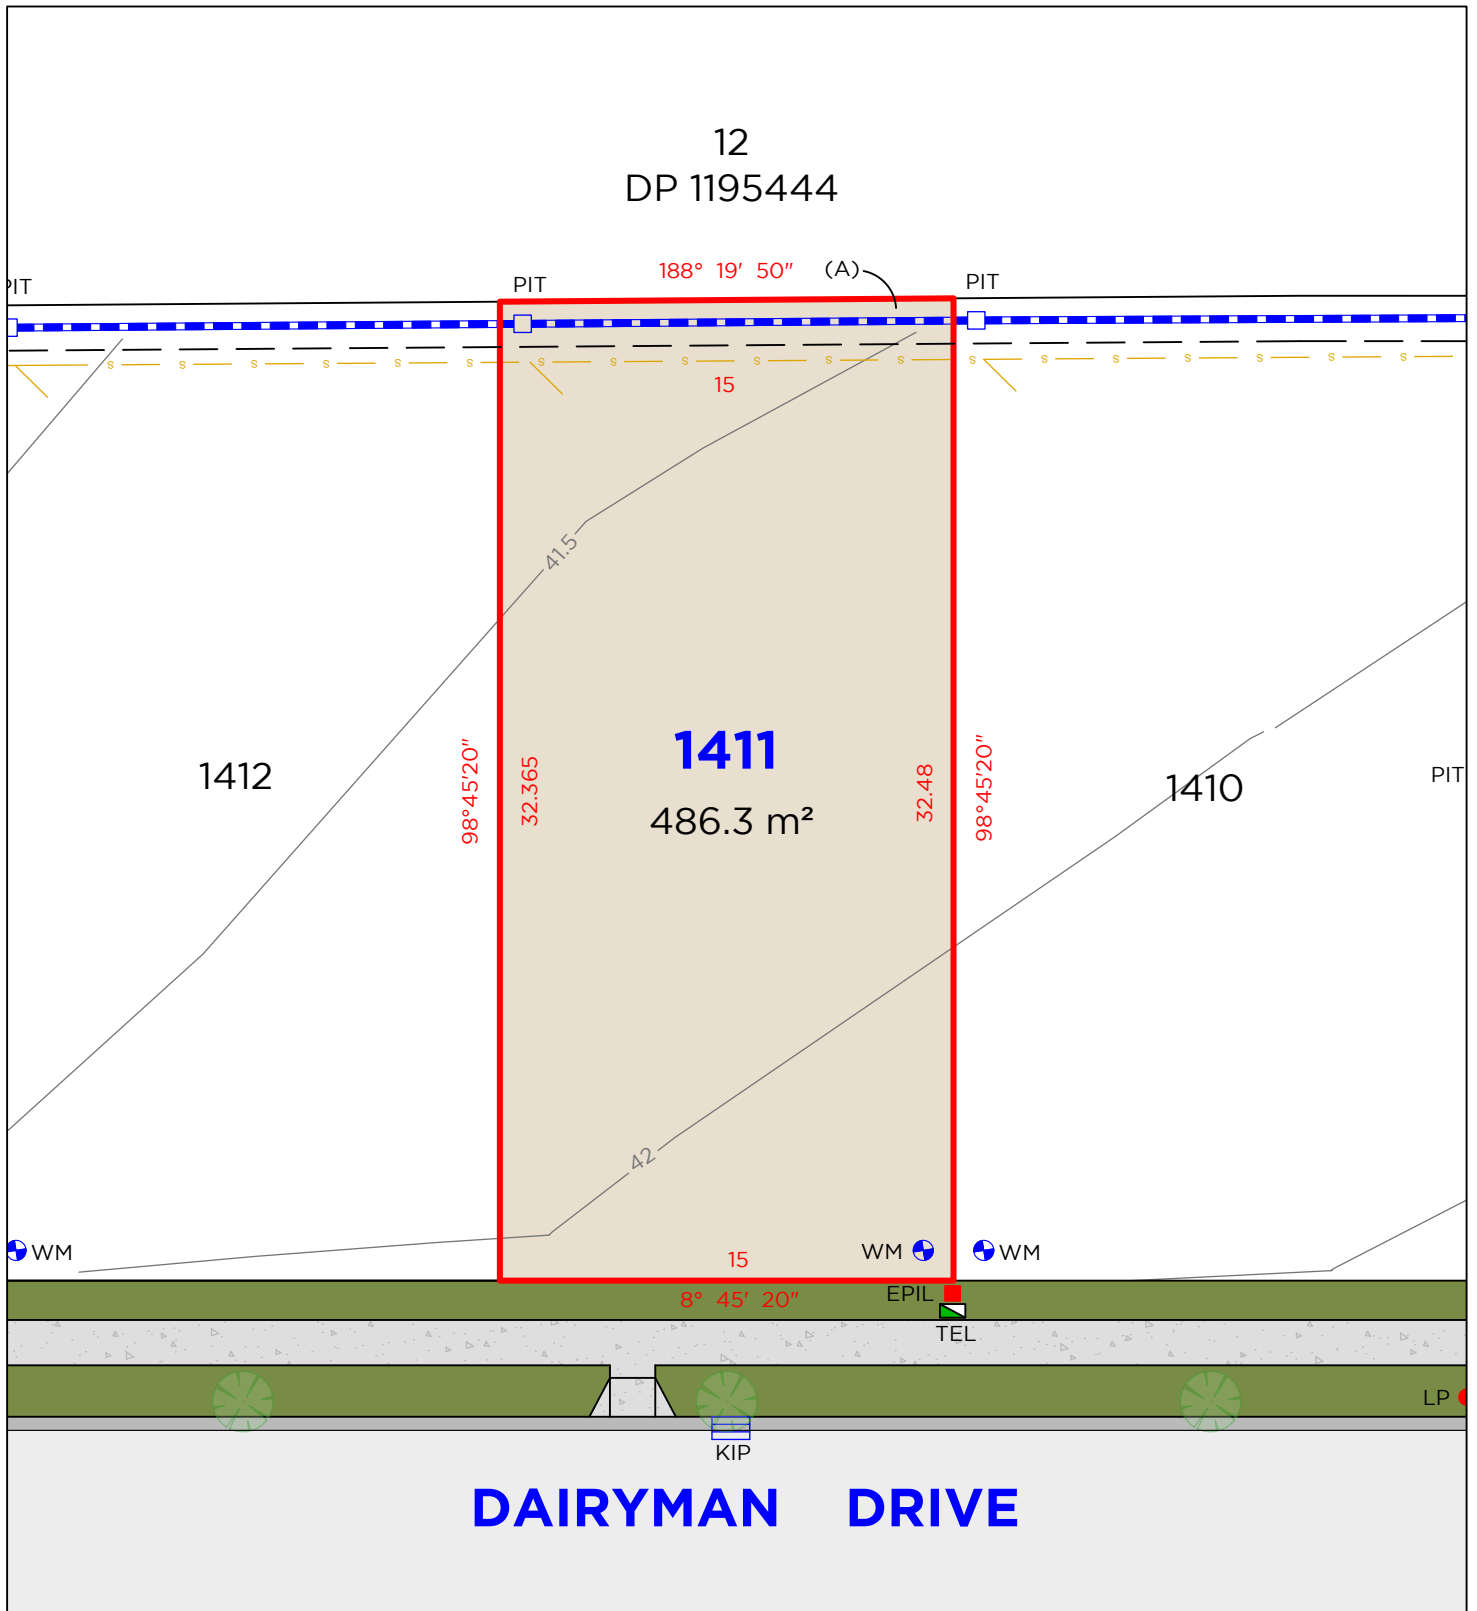 12
DP 1195444
188° 19' 50"
(A)
PIT
PIT
PIT
S S S S S S S S S S S S S S S S S S
15
41.5
1411
486.3 m²
1412
1410
PIT
98°45'20"
32.365
32.48
98°45'20"
42
WM
WM
WM
15
8° 45' 20"
EPIL
TEL
LP
KIP
DAIRYMAN DRIVE